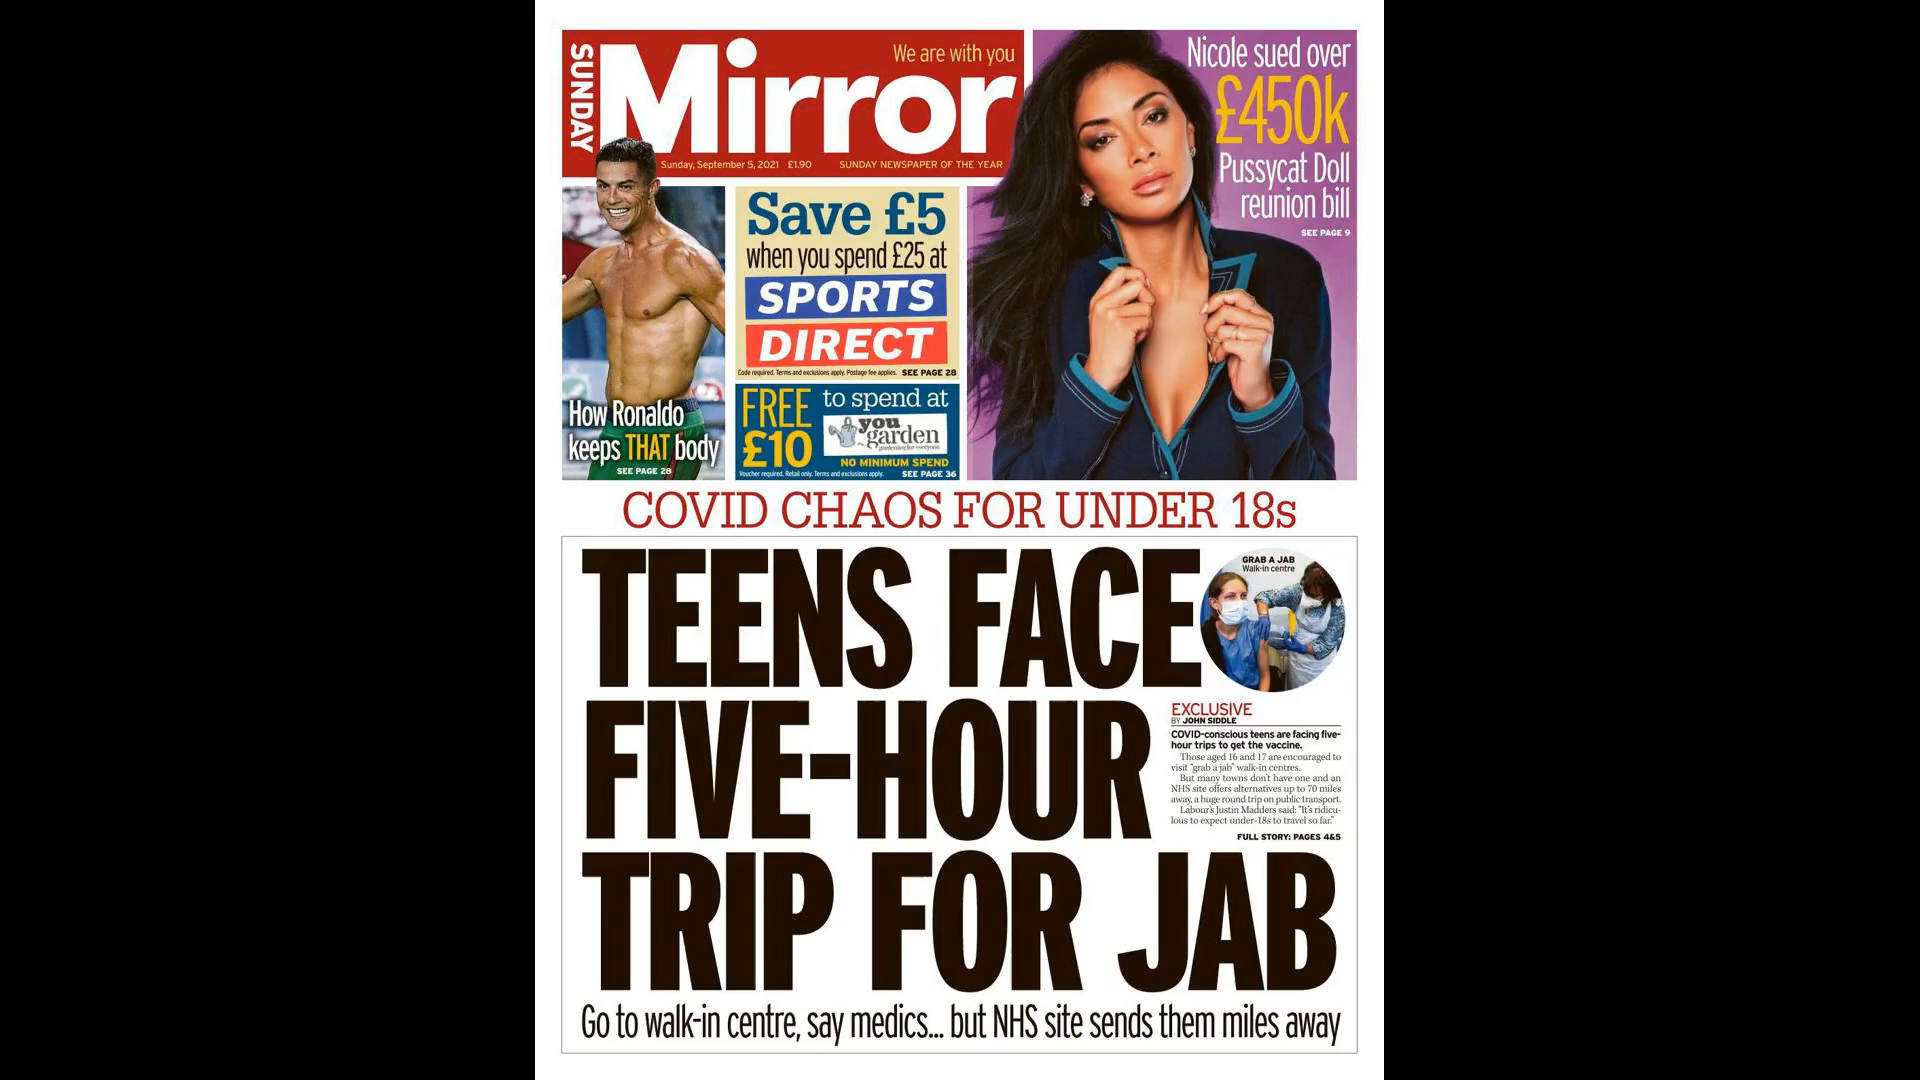 SUNDAY
Mirror
We are with you
Sunday, September 5, 2021 £1.90 SUNDAY NEWSPAPER OF THE YEAR
Nicole sued over
£450k
Pussycat Doll
reunion bill
SEE PAGE 9
How Ronaldo
keeps THAT body
SEE PAGE 28
Save £5
when you spend £25 at
SPORTS
DIRECT
Code required. Terms and exclusions apply. Postage fee applies. SEE PAGE 28
FREE
£10
to spend at
you
garden
gardening for everyone
NO MINIMUM SPEND
Voucher required. Retail only. Terms and exclusions apply. SEE PAGE 36
COVID CHAOS FOR UNDER 18s
TEENS FACE
FIVE-HOUR
TRIP FOR JAB
GRAB A JAB
Walk-in centre
EXCLUSIVE
BY JOHN SIDDLE
COVID-conscious teens are facing five-
hour trips to get the vaccine.
Those aged 16 and 17 are encouraged to
visit "grab a jab" walk-in centres.
But many towns don't have one and an
NHS site offers alternatives up to 70 miles
away, a huge round trip on public transport.
Labour's Justin Madders said: "It's ridicu-
lous to expect under-18s to travel so far."
FULL STORY: PAGES 4&5
Go to walk-in centre, say medics... but NHS site sends them miles away